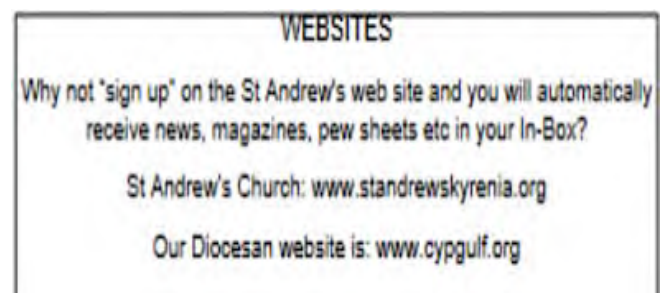 WEBSITES
Why not "sign up" on the St Andrew's web site and you will automatically
receive news, magazines, pew sheets etc in your In-Box?
St Andrew's Church: www.standrewskyrenia.org
Our Diocesan website is: www.cypgulf.org